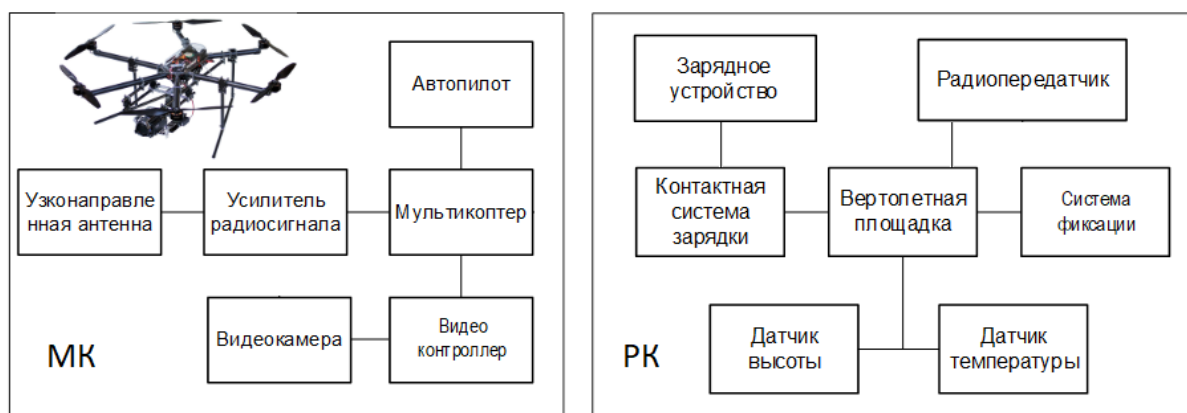 Автопилот
Узконаправле
нная антенна
Усилитель
радиосигнала
Мультикоптер
Видеокамера
Видео
контроллер
МК
Зарядное
устройство
Радиопередатчик
Контактная
система
зарядки
Вертолетная
площадка
Система
фиксации
Датчик
высоты
Датчик
температуры
РК